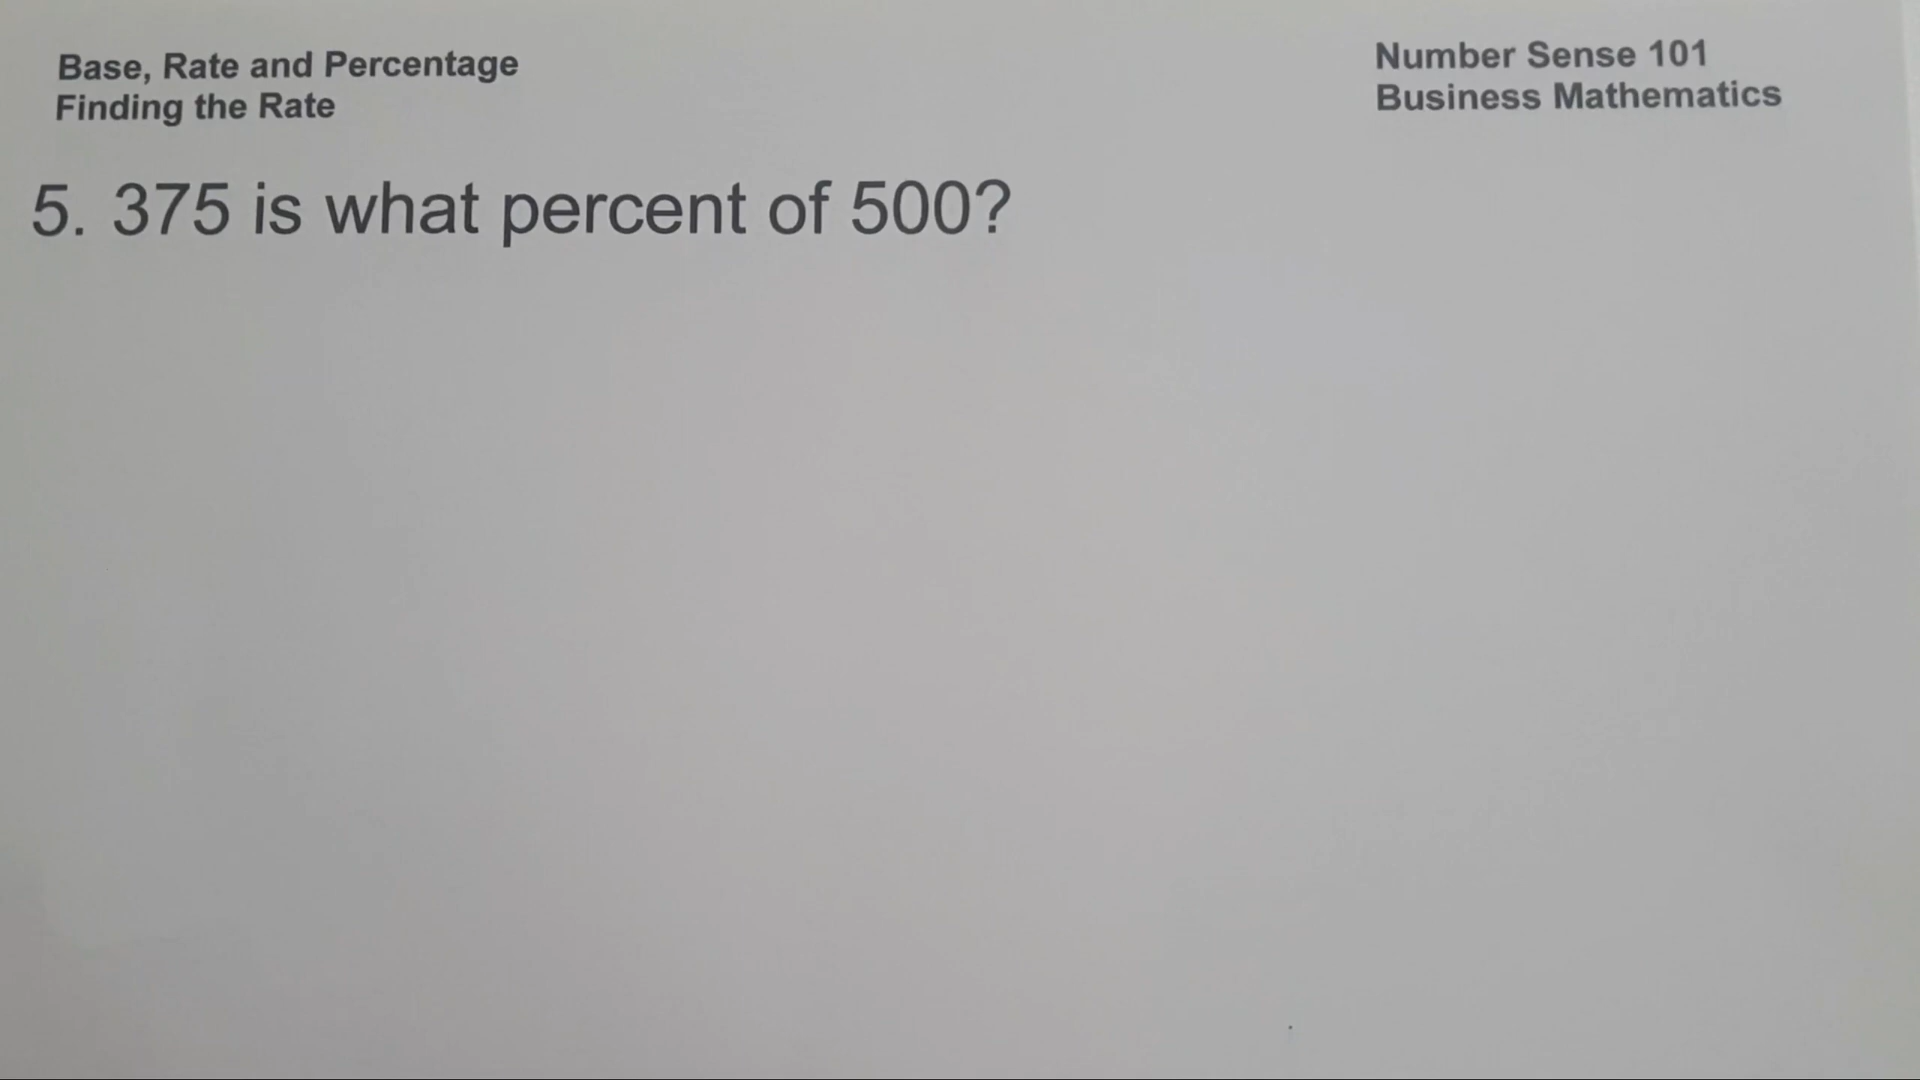 Base, Rate and Percentage
Finding the Rate
Number Sense 101
Business Mathematics
5. 375 is what percent of 500?